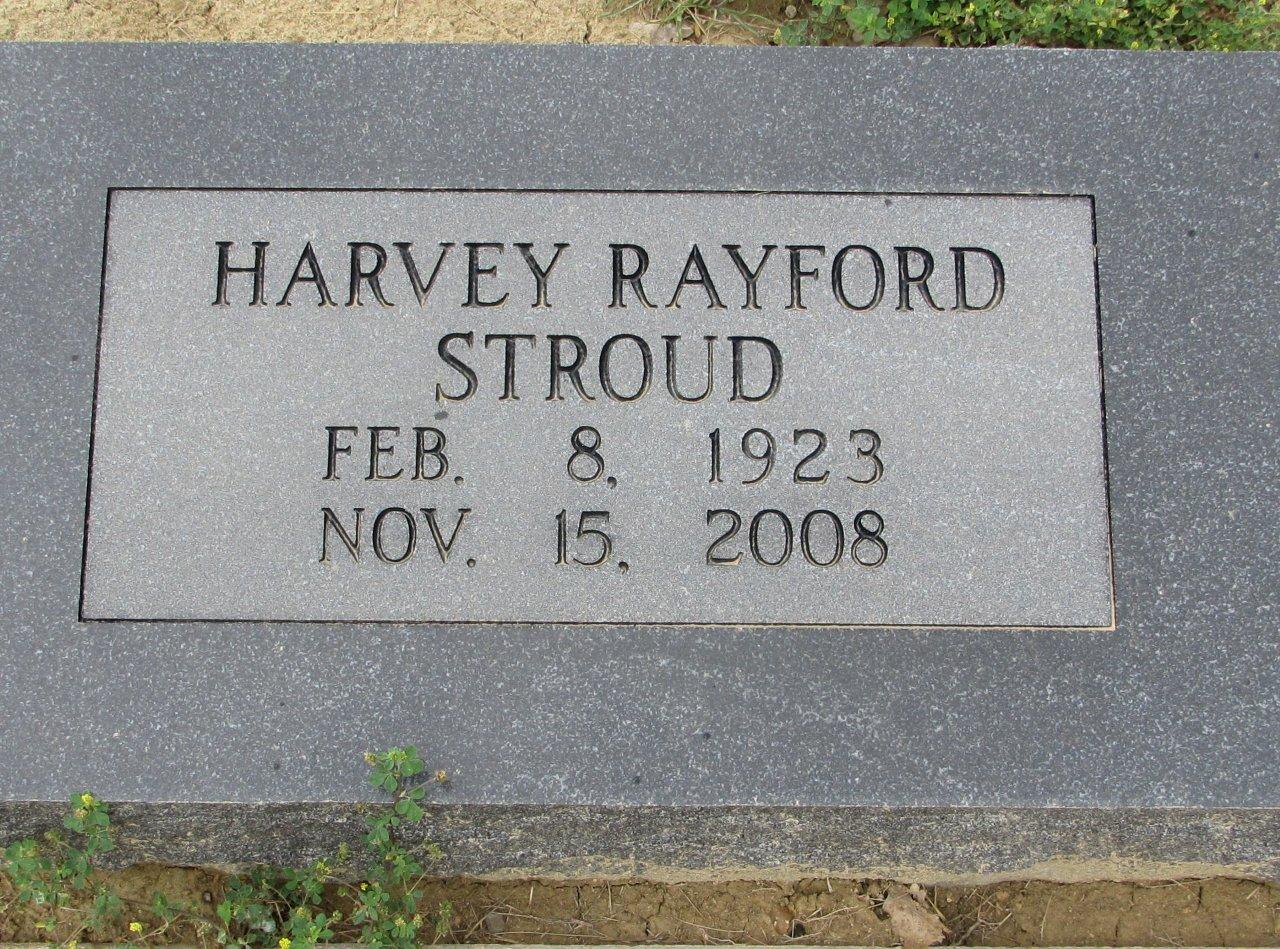 HARVEY RAYFORD
STROUD
FEB. 8, 1923
NOV. 15, 2008